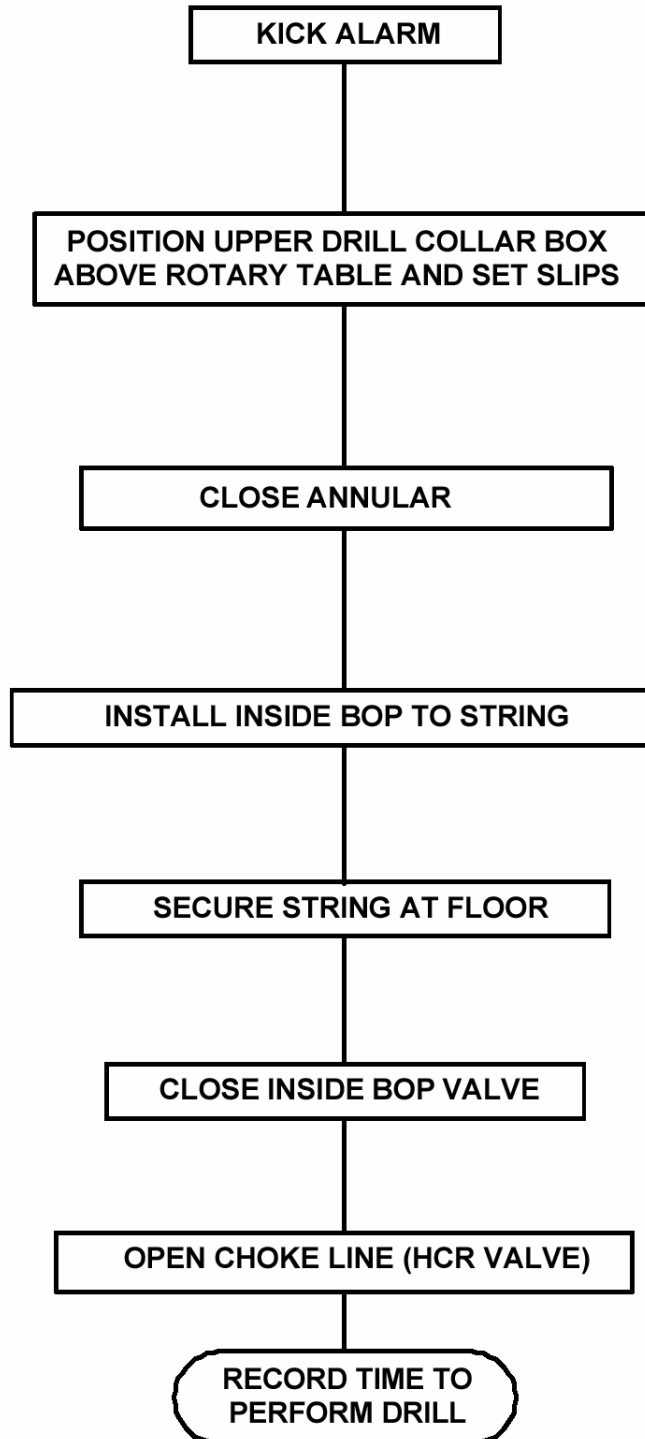 KICK ALARM
POSITION UPPER DRILL COLLAR BOX
ABOVE ROTARY TABLE AND SET SLIPS
CLOSE ANNULAR
INSTALL INSIDE BOP TO STRING
SECURE STRING AT FLOOR
CLOSE INSIDE BOP VALVE
OPEN CHOKE LINE (HCR VALVE)
RECORD TIME TO
PERFORM DRILL